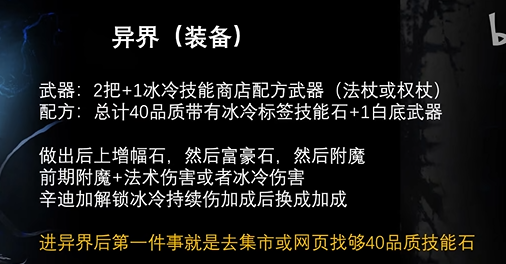 异界（装备）
武器：2把+1冰冷技能商店配方武器（法杖或权杖）
配方：总计40品质带有冰冷标签技能石+1白底武器
做出后上增幅石，然后富豪石，然后附魔
前期附魔+法术伤害或者冰冷伤害
辛迪加解锁冰冷持续伤加成后换成加成
进异界后第一件事就是去集市或网页找够40品质技能石